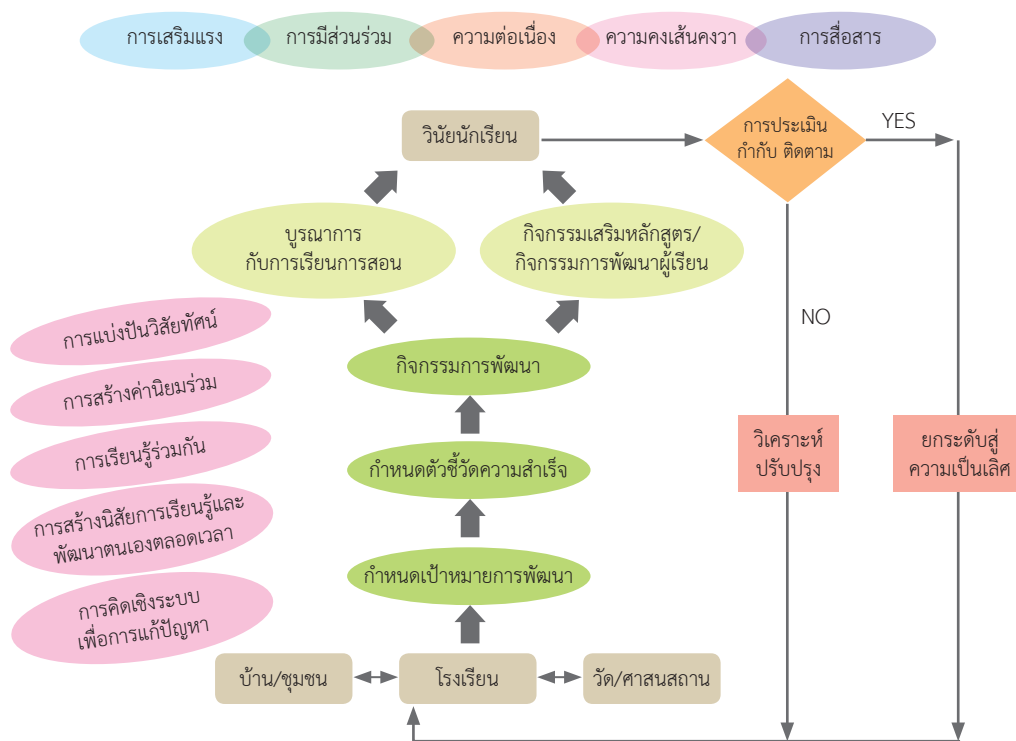 การเสริมแรง
การมีส่วนร่วม
ความต่อเนื่อง
ความคงเส้นคงวา
การสื่อสาร
วินัยนักเรียน
การประเมิน
กำกับ ติดตาม
YES
บูรณาการ
กับการเรียนการสอน
กิจกรรมเสริมหลักสูตร/
กิจกรรมการพัฒนาผู้เรียน
NO
การแบ่งปันวิสัยทัศน์
การสร้างค่านิยมร่วม
การเรียนรู้ร่วมกัน
การสร้างนิสัยการเรียนรู้และ
พัฒนาตนเองตลอดเวลา
การคิดเชิงระบบ
เพื่อการแก้ปัญหา
กิจกรรมการพัฒนา
กำหนดตัวชี้วัดความสำเร็จ
กำหนดเป้าหมายการพัฒนา
วิเคราะห์
ปรับปรุง
ยกระดับสู่
ความเป็นเลิศ
บ้าน/ชุมชน
โรงเรียน
วัด/ศาสนสถาน